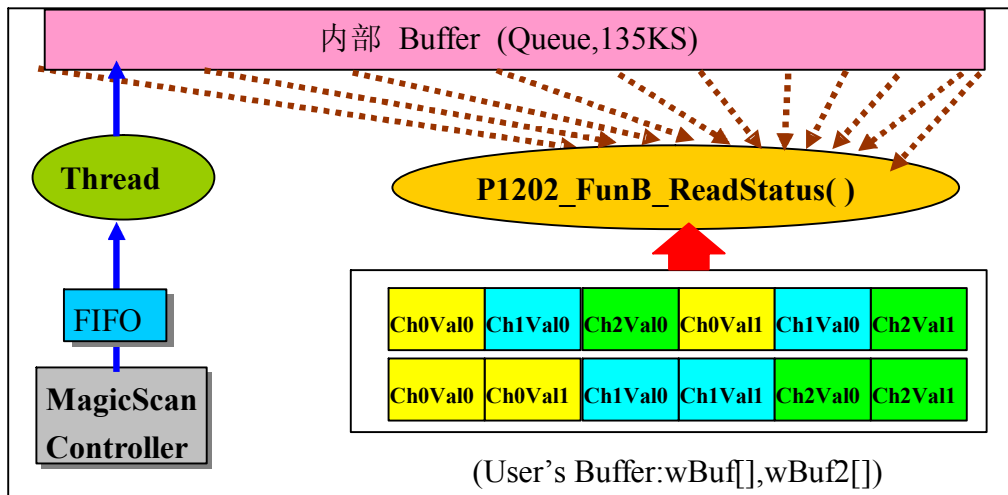 内部 Buffer (Queue,135KS)
Thread
P1202_FunB_ReadStatus( )
FIFO
MagicScan
Controller
Ch0Val0 Ch1Val0 Ch2Val0 Ch0Val1 Ch1Val0 Ch2Val1
Ch0Val0 Ch0Val1 Ch1Val0 Ch1Val1 Ch2Val0 Ch2Val1
(User’s Buffer:wBuf[],wBuf2[])